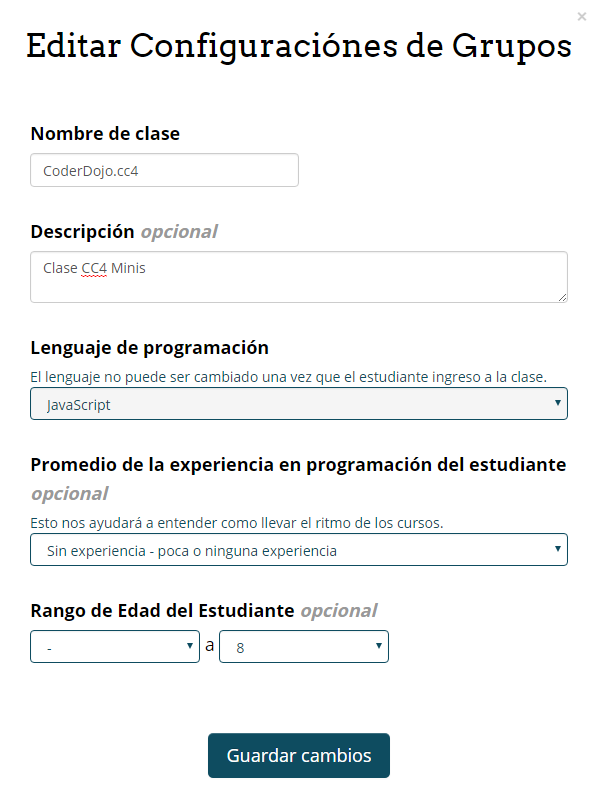 ×
Editar Configuraciónes de Grupos
Nombre de clase
CoderDojo.cc4
Descripción opcional
Clase CC4 Minis
Lenguaje de programación
El lenguaje no puede ser cambiado una vez que el estudiante ingreso a la clase.
JavaScript
Promedio de la experiencia en programación del estudiante
opcional
Esto nos ayudará a entender como llevar el ritmo de los cursos.
Sin experiencia - poca o ninguna experiencia
Rango de Edad del Estudiante opcional
- a 8
Guardar cambios